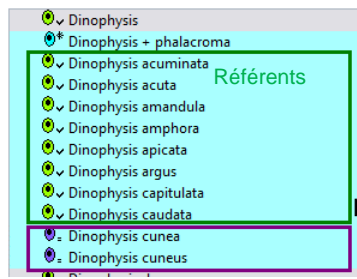 Dinophysis
Dinophysis + phalacroma
Dinophysis acuminata
Référents
Dinophysis acuta
Dinophysis amandula
Dinophysis amphora
Dinophysis apicata
Dinophysis argus
Dinophysis capitulata
Dinophysis caudata
Dinophysis cunea
Dinophysis cuneus